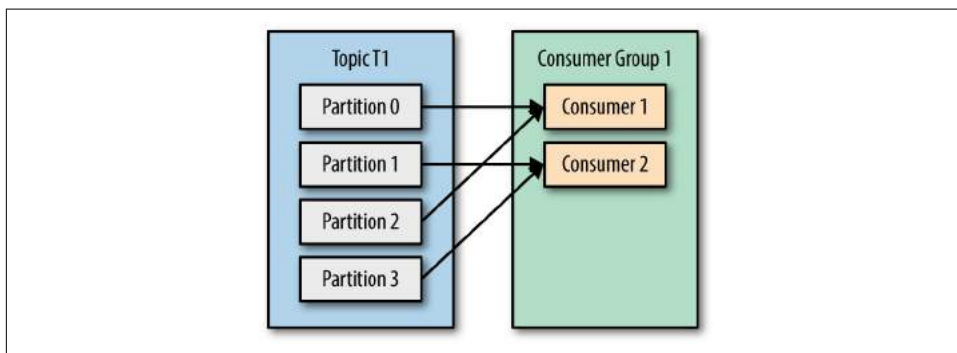 Topic T1
Partition 0
Partition 1
Partition 2
Partition 3
Consumer Group 1
Consumer 1
Consumer 2